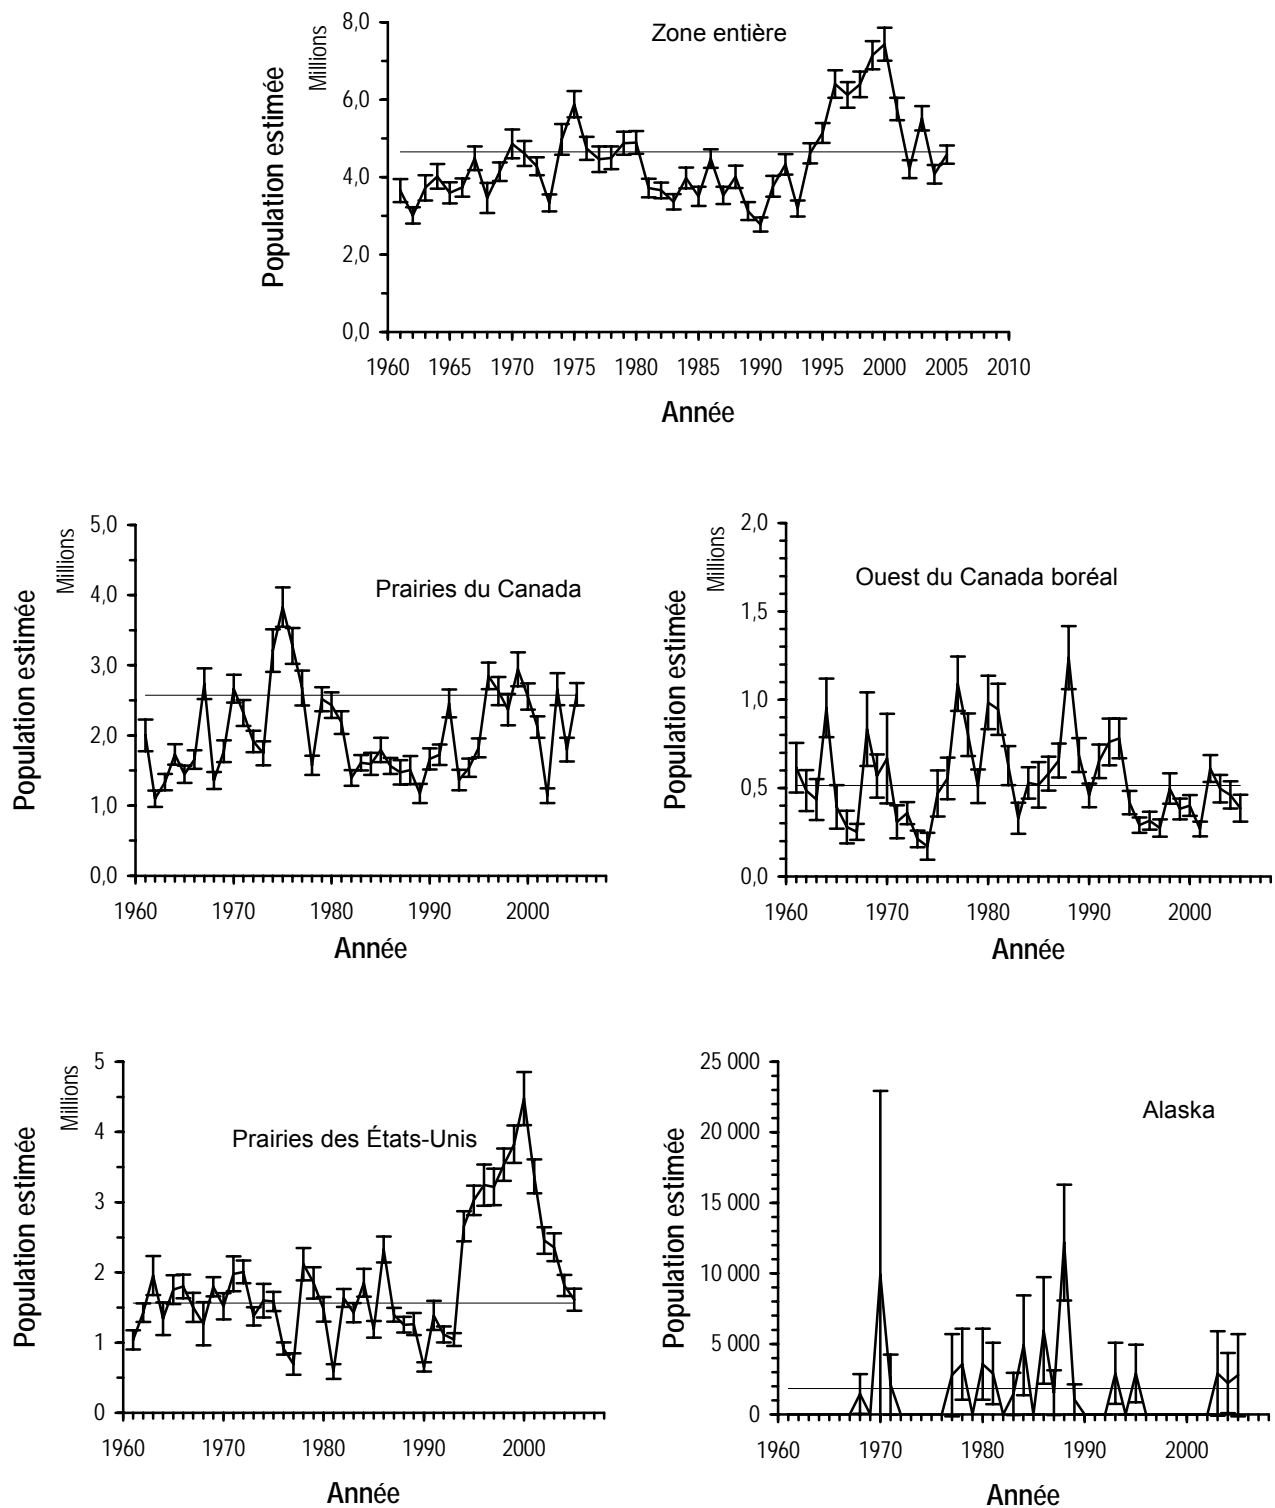 Zone entière
Population estimée
Millions
8,0
6,0
4,0
2,0
0,0
1960 1965 1970 1975 1980 1985 1990 1995 2000 2005 2010
Année
Prairies du Canada
Population estimée
Millions
5,0
4,0
3,0
2,0
1,0
0,0
1960 1970 1980 1990 2000
Année
Ouest du Canada boréal
Population estimée
Millions
2,0
1,5
1,0
0,5
0,0
1960 1970 1980 1990 2000
Année
Prairies des États-Unis
Population estimée
Millions
5
4
3
2
1
0
1960 1970 1980 1990 2000
Année
Alaska
Population estimée
25 000
20 000
15 000
10 000
5 000
0
1960 1970 1980 1990 2000
Année